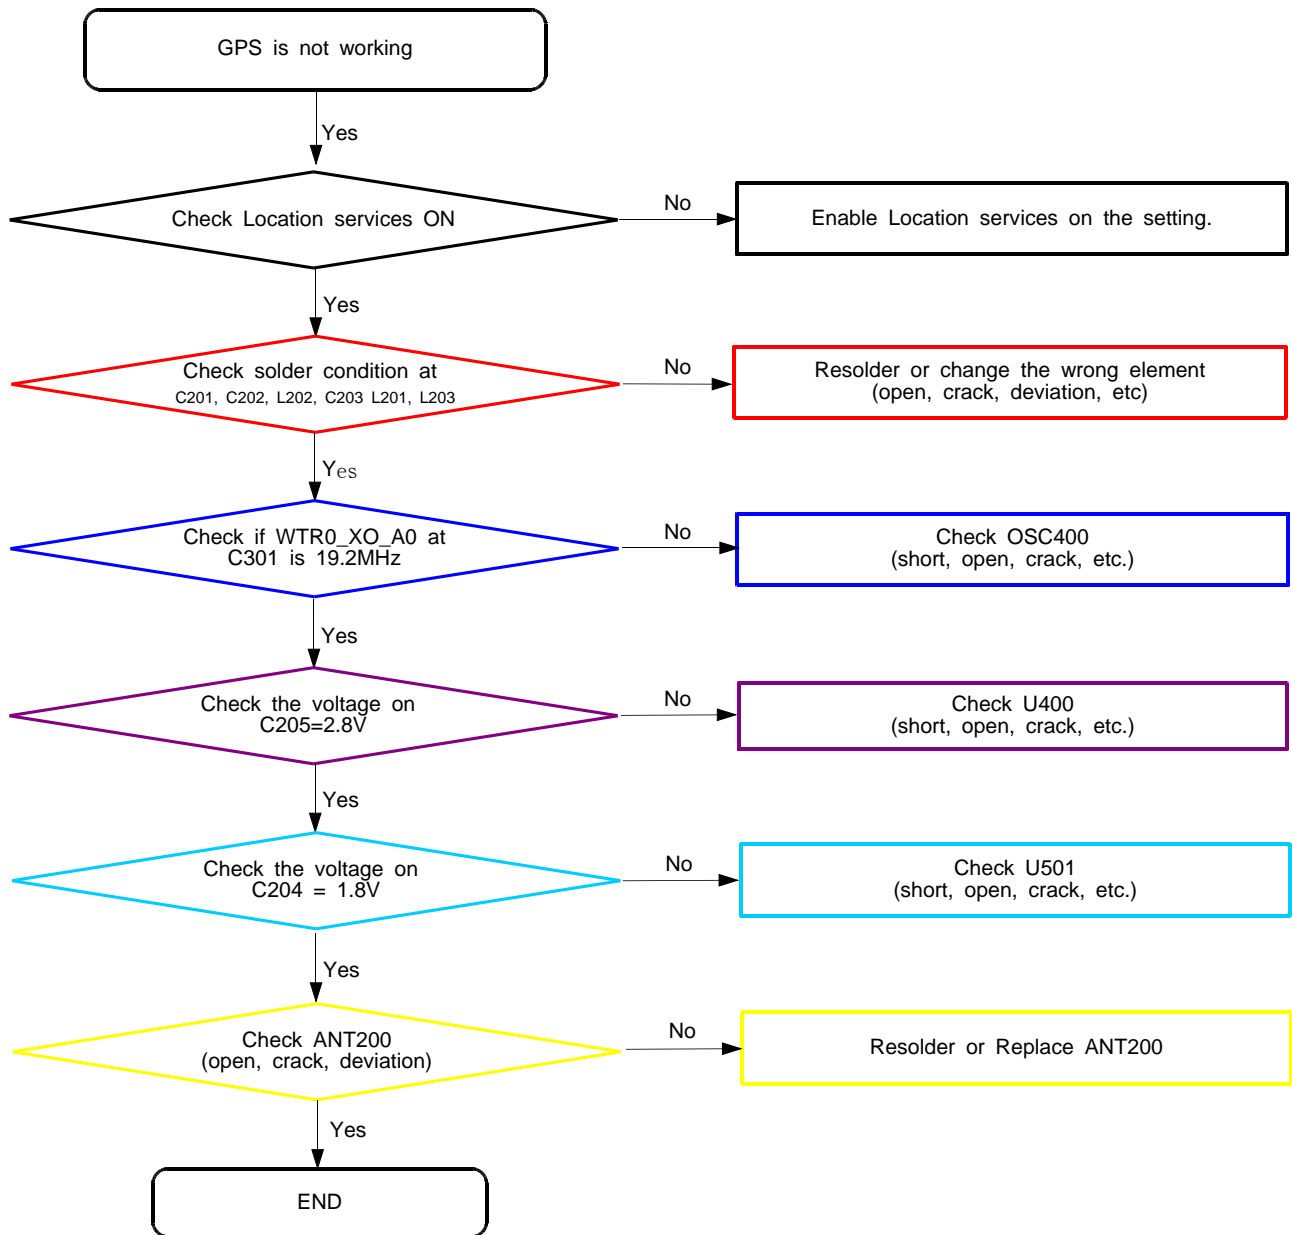 GPS is not working
Yes
Check Location services ON
No
Enable Location services on the setting.
Yes
Check solder condition at
C201, C202, L202, C203 L201, L203
No
Resolder or change the wrong element
(open, crack, deviation, etc)
Yes
Check if WTR0_XO_A0 at
C301 is 19.2MHz
No
Check OSC400
(short, open, crack, etc.)
Yes
Check the voltage on
C205=2.8V
No
Check U400
(short, open, crack, etc.)
Yes
Check the voltage on
C204 = 1.8V
No
Check U501
(short, open, crack, etc.)
Yes
Check ANT200
(open, crack, deviation)
No
Resolder or Replace ANT200
Yes
END